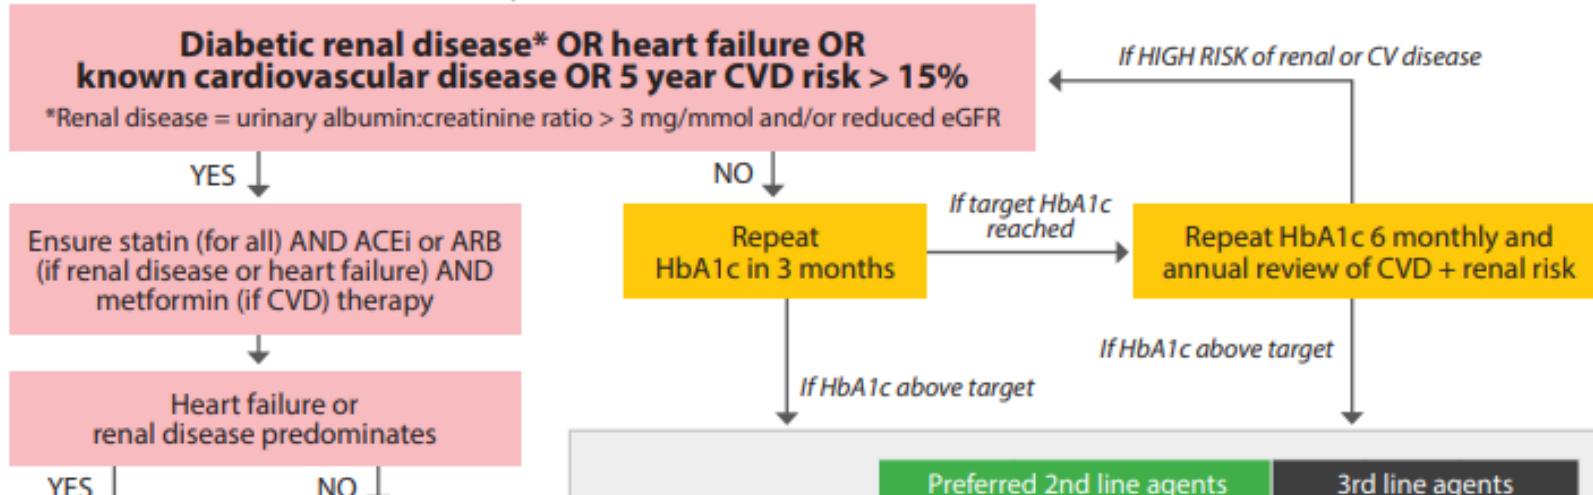 Diabetic renal disease* OR heart failure OR
known cardiovascular disease OR 5 year CVD risk > 15%
*Renal disease = urinary albumin:creatinine ratio > 3 mg/mmol and/or reduced eGFR
If HIGH RISK of renal or CV disease
YES
NO
Ensure statin (for all) AND ACEi or ARB
(if renal disease or heart failure) AND
metformin (if CVD) therapy
Repeat
HbA1c in 3 months
If target HbA1c
reached
Repeat HbA1c 6 monthly and
annual review of CVD + renal risk
If HbA1c above target
If HbA1c above target
Heart failure or
renal disease predominates
YES
NO
Preferred 2nd line agents
3rd line agents